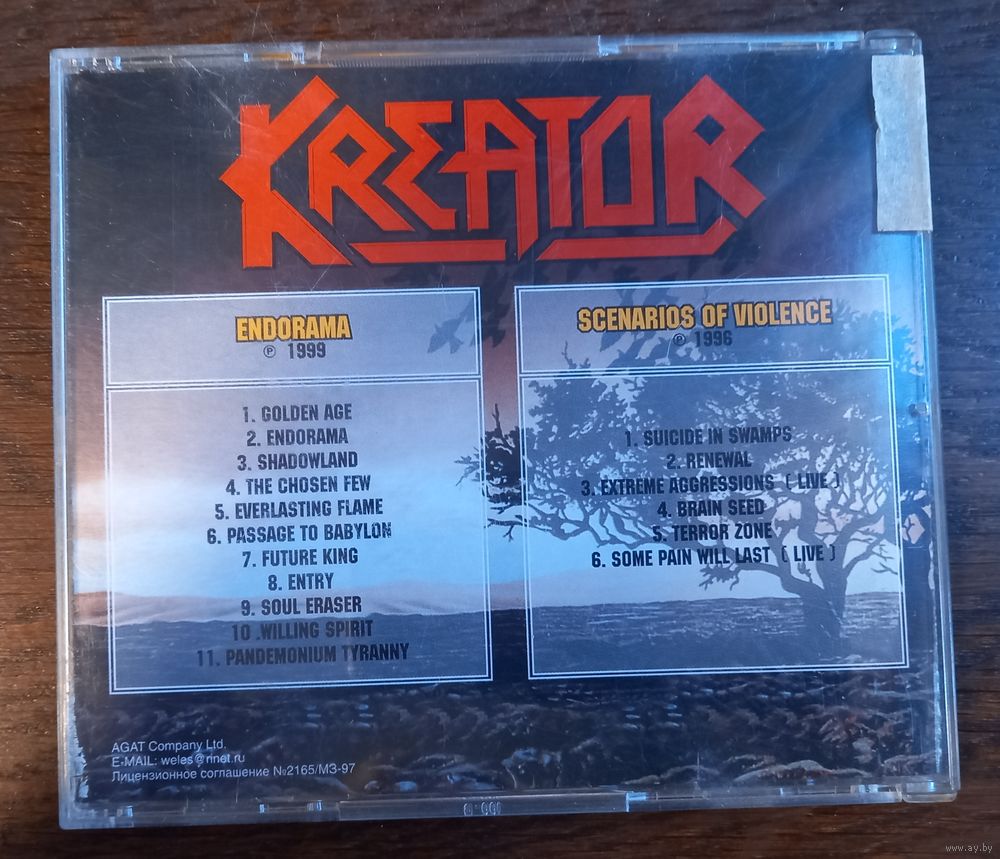 KREATOR
ENDORAMA
℗ 1999
1. GOLDEN AGE
2. ENDORAMA
3. SHADOWLAND
4. THE CHOSEN FEW
5. EVERLASTING FLAME
6. PASSAGE TO BABYLON
7. FUTURE KING
8. ENTRY
9. SOUL ERASER
10 .WILLING SPIRIT
11. PANDEMONIUM TYRANNY
SCENARIOS OF VIOLENCE
℗ 1996
1. SUICIDE IN SWAMPS
2. RENEWAL
3. EXTREME AGGRESSIONS ( LIVE )
4. BRAIN SEED
5. TERROR ZONE
6. SOME PAIN WILL LAST ( LIVE )
AGAT Company Ltd.
E-MAIL: weles@rinet.ru
Лицензионное соглашение №2165/МЗ-97
www.ay.by